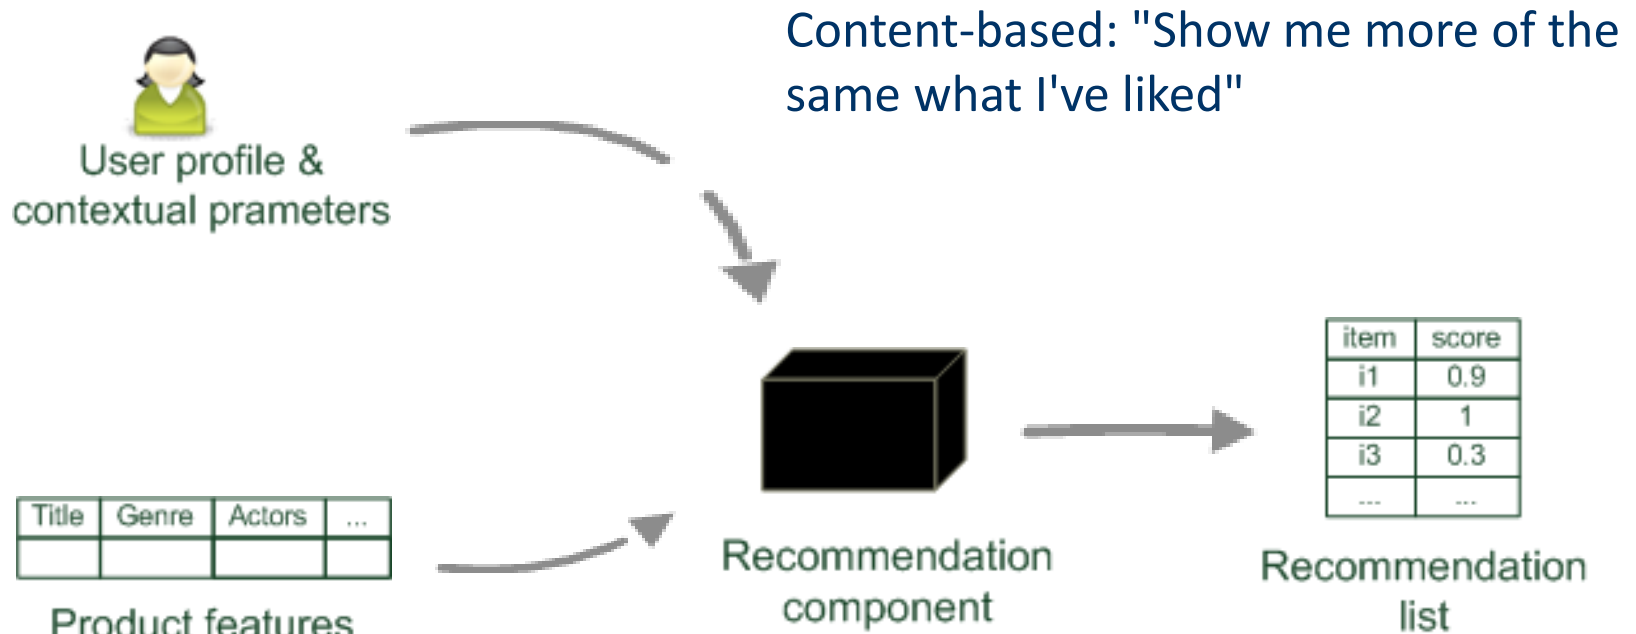 Content-based: "Show me more of the
same what I've liked"
User profile &
contextual prameters
item score
i1 0.9
i2 1
i3 0.3
... ...
Title Genre Actors ...
Product features
Recommendation
component
Recommendation
list